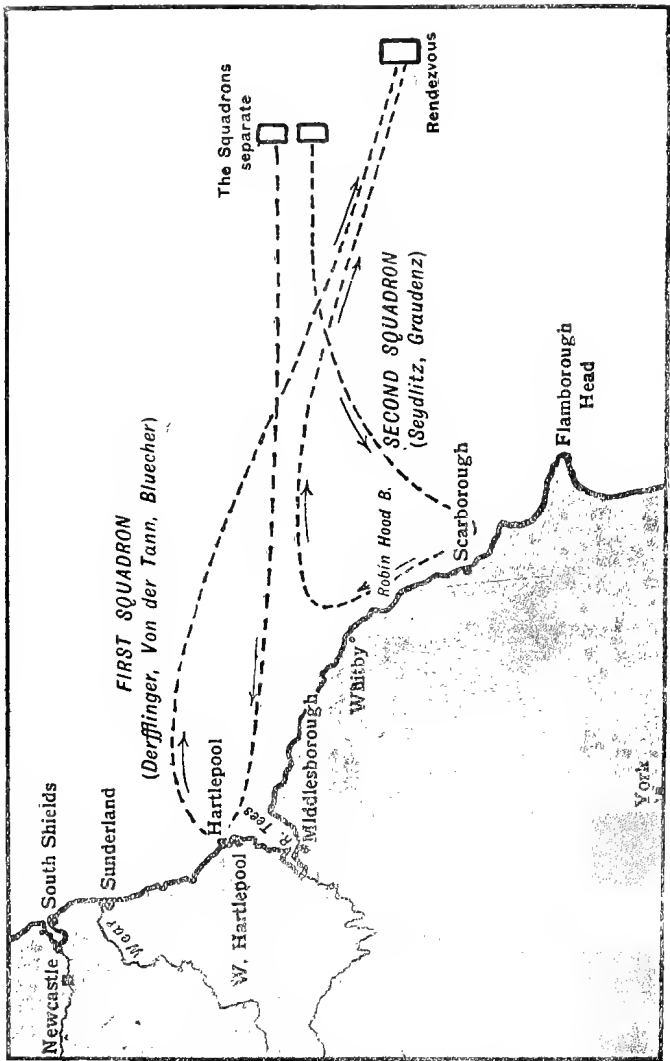 The Squadrons
separate
Rendezvous
FIRST SQUADRON
(Derfflinger, Von der Tann, Bluecher)
SECOND SQUADRON
(Seydlitz, Graudenz)
South Shields
Newcastle
Sunderland
Wear
Hartlepool
W. Hartlepool
R. Tees
Middlesborough
Whitby
Robin Hood B.
Scarborough
Flamborough
Head
York